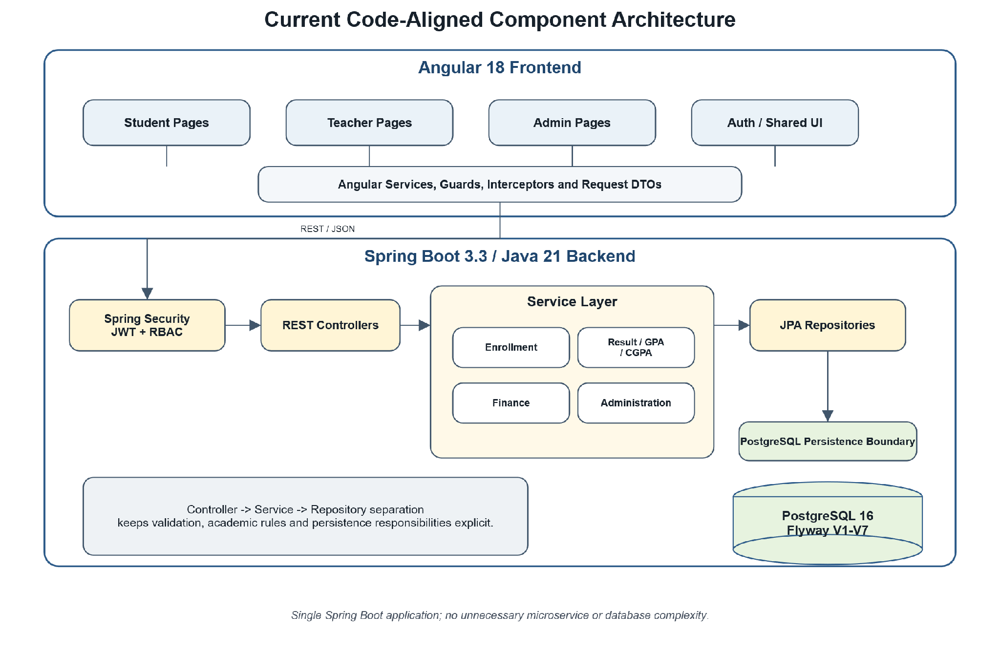 Current Code-Aligned Component Architecture
Angular 18 Frontend
Student Pages
Teacher Pages
Admin Pages
Auth / Shared UI
Angular Services, Guards, Interceptors and Request DTOs
REST / JSON
Spring Boot 3.3 / Java 21 Backend
Spring Security
JWT + RBAC
REST Controllers
Service Layer
Enrollment
Result / GPA
/ CGPA
Finance
Administration
JPA Repositories
PostgreSQL Persistence Boundary
Controller -> Service -> Repository separation
keeps validation, academic rules and persistence responsibilities explicit.
PostgreSQL 16
Flyway V1-V7
Single Spring Boot application; no unnecessary microservice or database complexity.